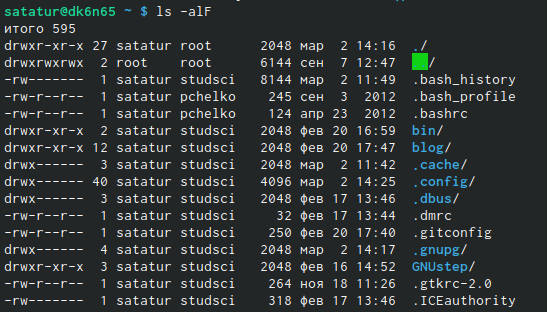 satatur@dk6n65 ~ $ ls -alF
итого 595
drwxr-xr-x 27 satatur root 2048 мар 2 14:16 ./
drwxrwxrwx 2 root root 6144 сен 7 12:47 ../
-rw------- 1 satatur studsci 8144 мар 2 11:49 .bash_history
-rw-r--r-- 1 satatur pchelko 245 сен 3 2012 .bash_profile
-rw-r--r-- 1 satatur pchelko 124 апр 23 2012 .bashrc
drwxr-xr-x 2 satatur studsci 2048 фев 20 16:59 bin/
drwxr-xr-x 12 satatur studsci 2048 фев 20 17:47 blog/
drwx------ 3 satatur studsci 2048 мар 2 11:42 .cache/
drwx------ 40 satatur studsci 4096 мар 2 14:25 .config/
drwx------ 3 satatur studsci 2048 фев 17 13:46 .dbus/
-rw-r--r-- 1 satatur studsci 32 фев 17 13:44 .dmrc
-rw-r--r-- 1 satatur studsci 250 фев 20 17:40 .gitconfig
drwx------ 4 satatur studsci 2048 мар 2 14:17 .gnupg/
drwxr-xr-x 3 satatur studsci 2048 фев 16 14:52 GNUstep/
-rw-r--r-- 1 satatur studsci 264 ноя 18 11:26 .gtkrc-2.0
-rw------- 1 satatur studsci 318 фев 17 13:46 .ICEauthority